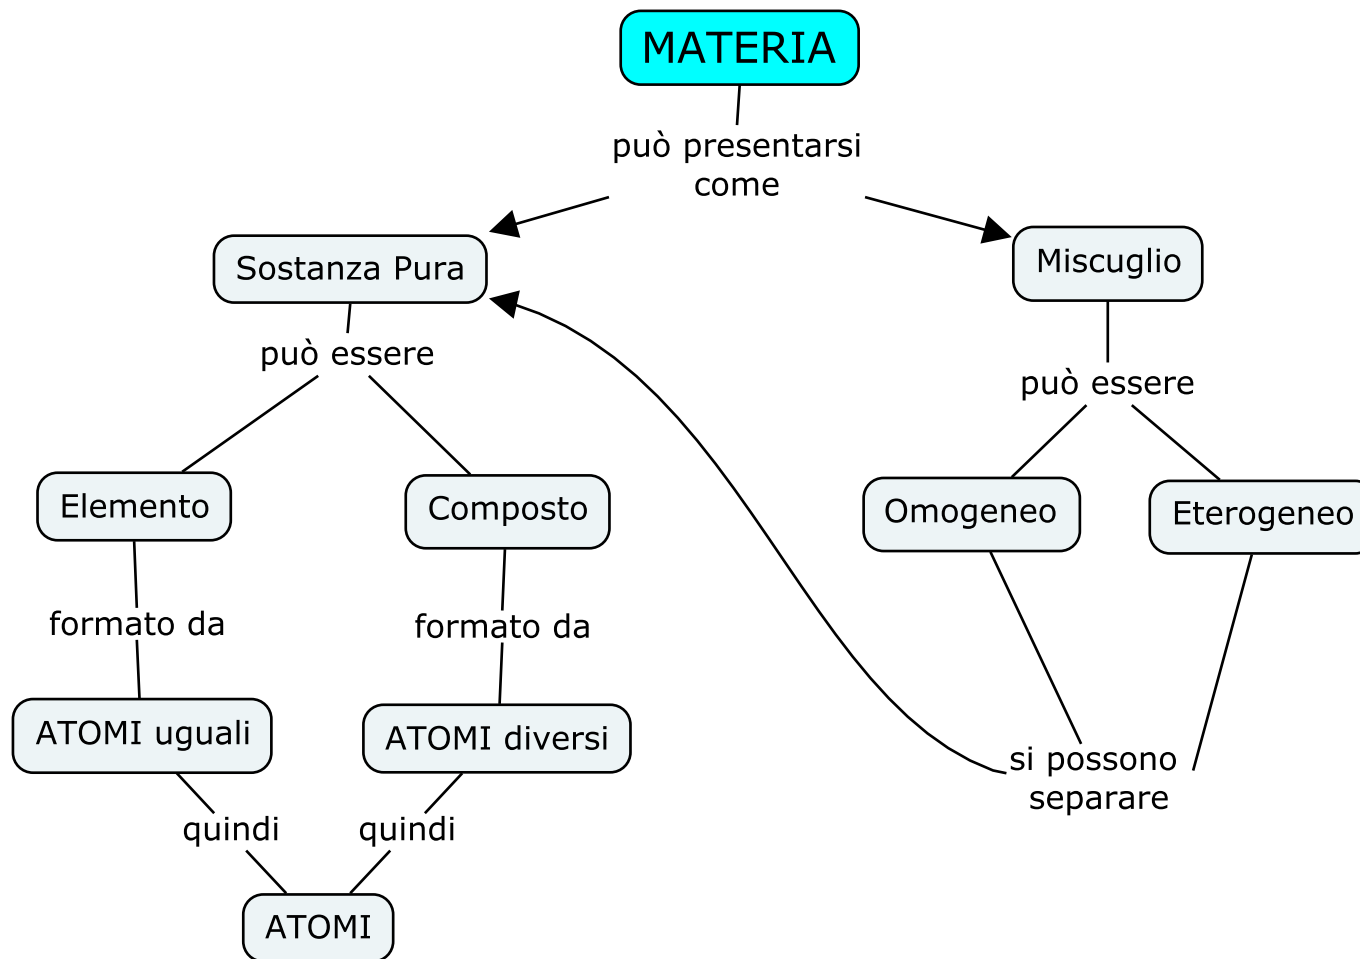 MATERIA
può presentarsi
come
Sostanza Pura
Miscuglio
può essere
può essere
Elemento
Composto
Omogeneo
Eterogeneo
formato da
formato da
ATOMI uguali
ATOMI diversi
si possono
separare
quindi
quindi
ATOMI